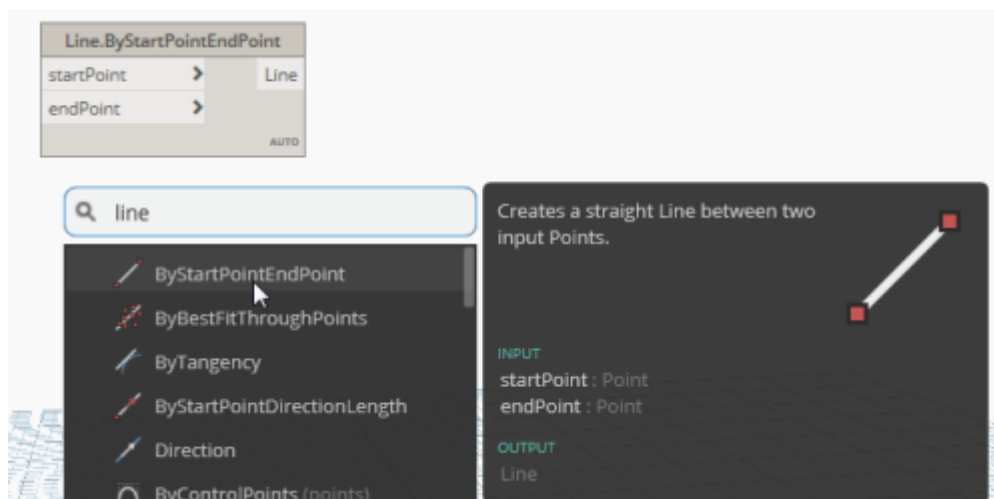 Line.ByStartPointEndPoint
startPoint > Line
endPoint >
AUTO
line
ByStartPointEndPoint
ByBestFitThroughPoints
ByTangency
ByStartPointDirectionLength
Direction
ByControlPoints (points)
Creates a straight Line between two
input Points.
INPUT
startPoint : Point
endPoint : Point
OUTPUT
Line